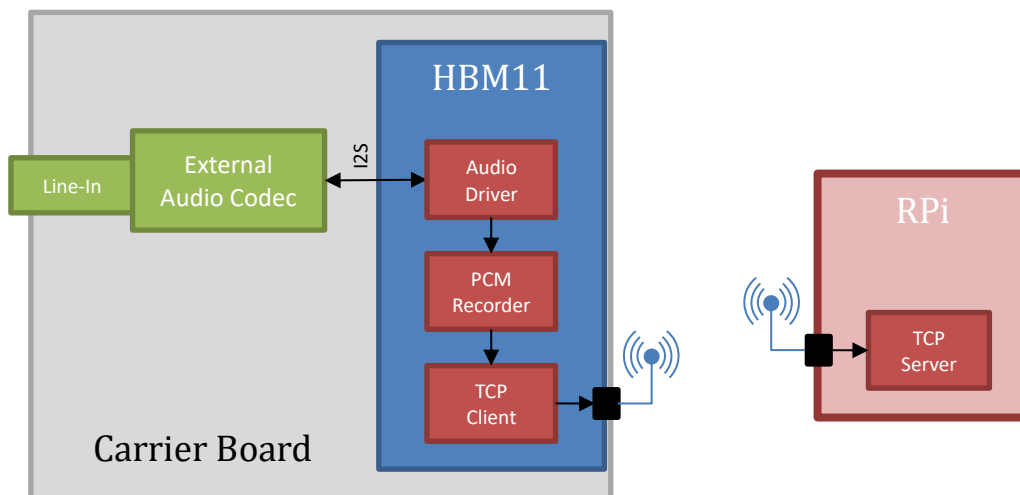 HBM11
External
Audio Codec
Line-In
I2S
Audio
Driver
PCM
Recorder
TCP
Client
Carrier Board
RPi
TCP
Server